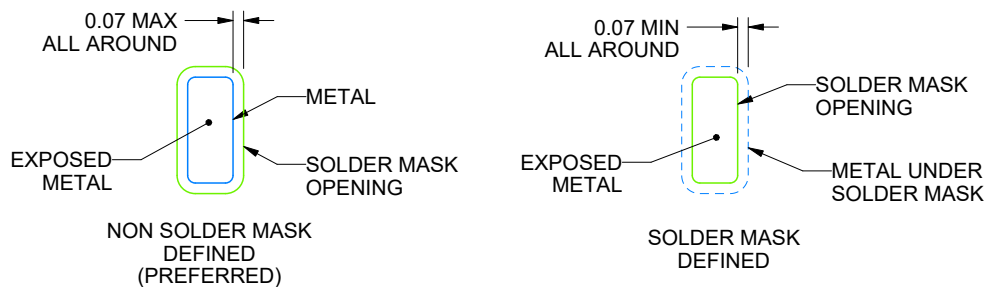 0.07 MAX
ALL AROUND
METAL
EXPOSED
METAL
SOLDER MASK
OPENING
NON SOLDER MASK
DEFINED
(PREFERRED)
0.07 MIN
ALL AROUND
SOLDER MASK
OPENING
EXPOSED
METAL
METAL UNDER
SOLDER MASK
SOLDER MASK
DEFINED